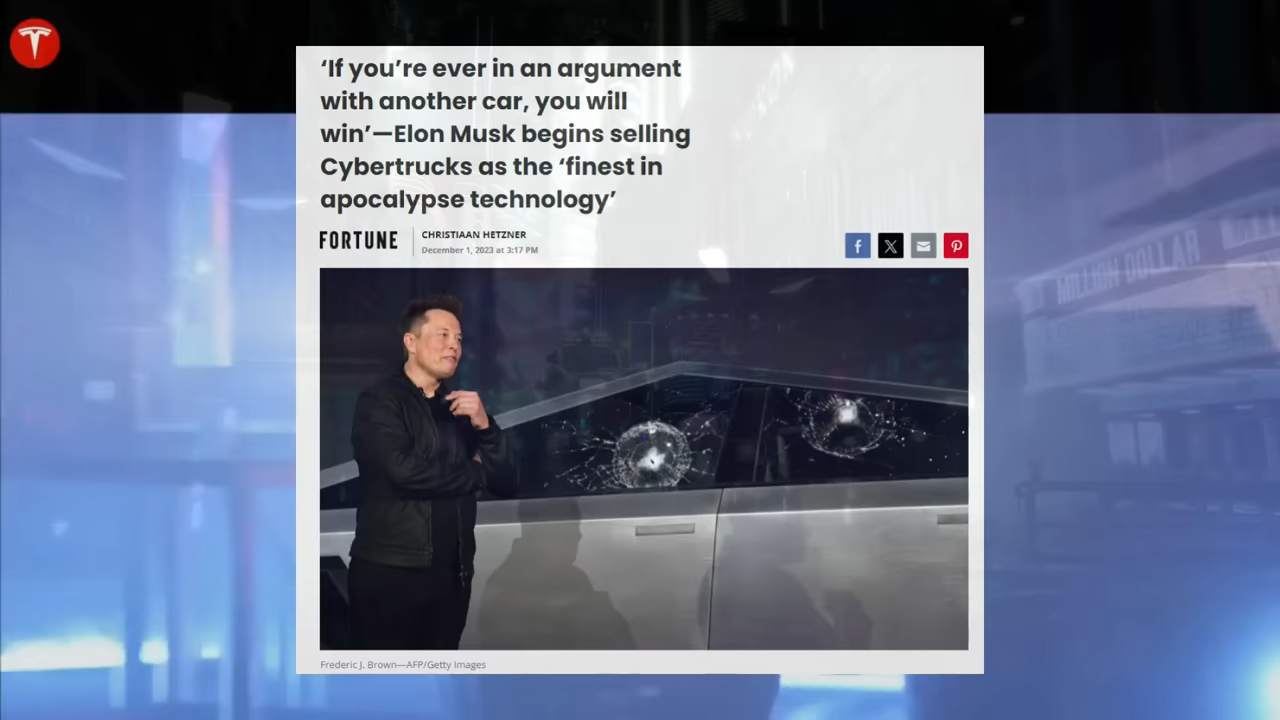 ‘If you’re ever in an argument
with another car, you will
win’—Elon Musk begins selling
Cybertrucks as the ‘finest in
apocalypse technology’
FORTUNE
CHRISTIAAN HETZNER
December 1, 2023 at 3:17 PM
Frederic J. Brown—AFP/Getty Images
MILLION DOLLAR